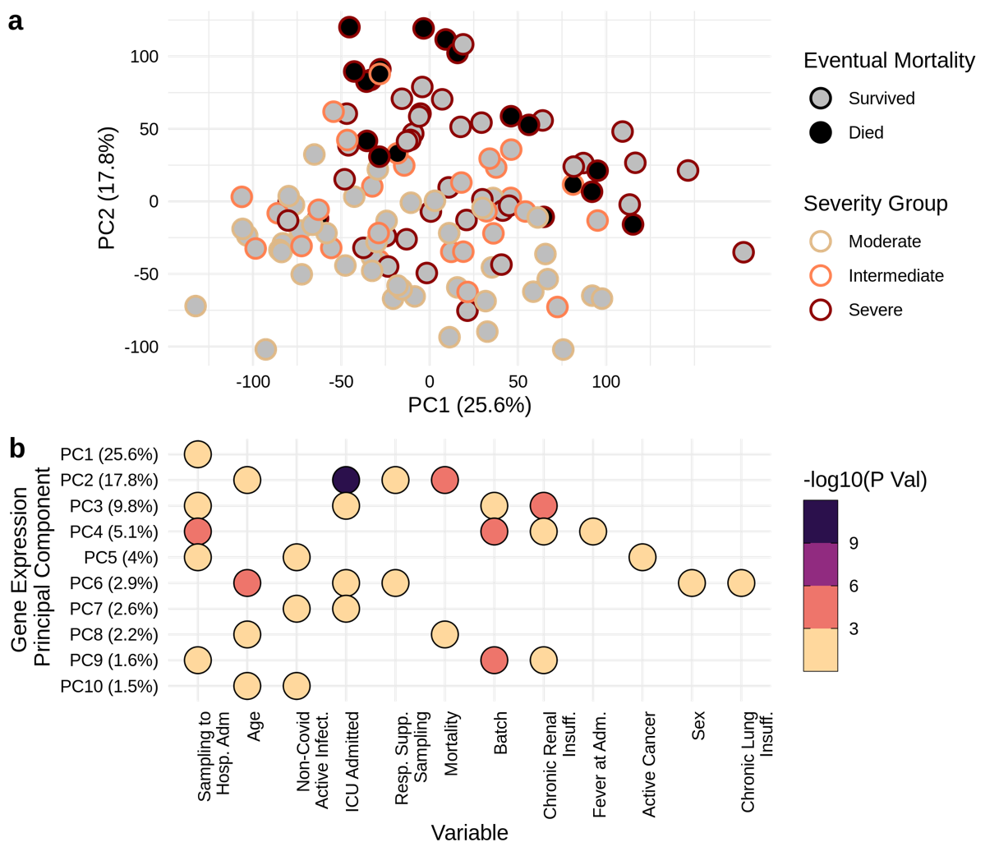 a
100
50
0
-50
-100
PC2 (17.8%)
-100
-50
0
50
100
PC1 (25.6%)
Eventual Mortality
Survived
Died
Severity Group
Moderate
Intermediate
Severe
b
Gene Expression
Principal Component
PC1 (25.6%)
PC2 (17.8%)
PC3 (9.8%)
PC4 (5.1%)
PC5 (4%)
PC6 (2.9%)
PC7 (2.6%)
PC8 (2.2%)
PC9 (1.6%)
PC10 (1.5%)
Sampling to
Hosp. Adm
Age
Non-Covid
Active Infect.
ICU Admitted
Resp. Supp.
Sampling
Mortality
Batch
Chronic Renal
Insuff.
Fever at Adm.
Active Cancer
Sex
Chronic Lung
Insuff.
Variable
-log10(P Val)
9
6
3